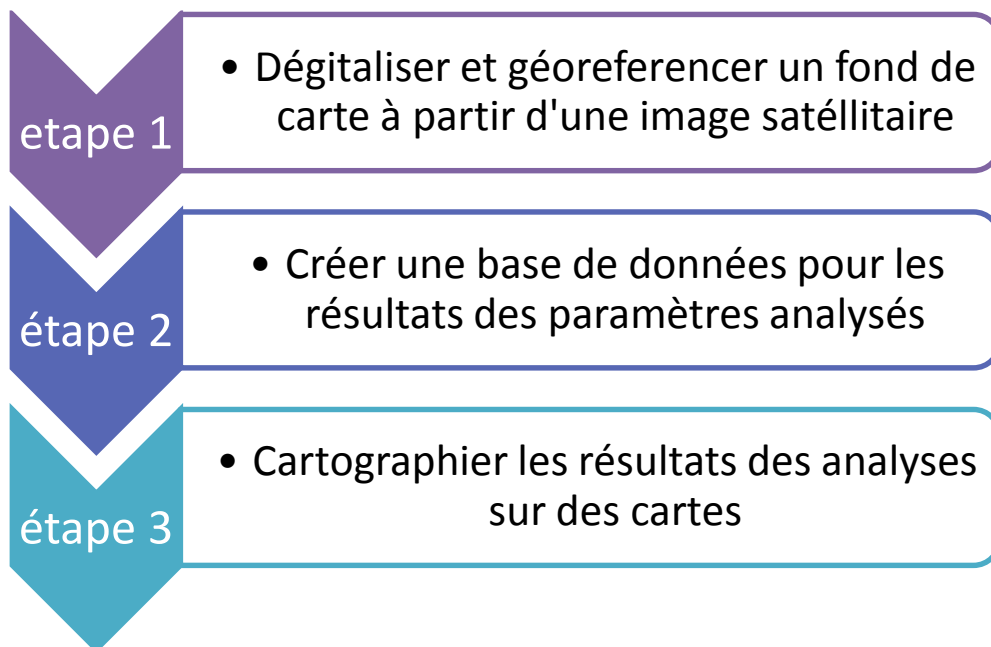 etape 1
• Dégitaliser et géoreferencer un fond de
carte à partir d'une image satéllitaire
étape 2
• Créer une base de données pour les
résultats des paramètres analysés
étape 3
• Cartographier les résultats des analyses
sur des cartes